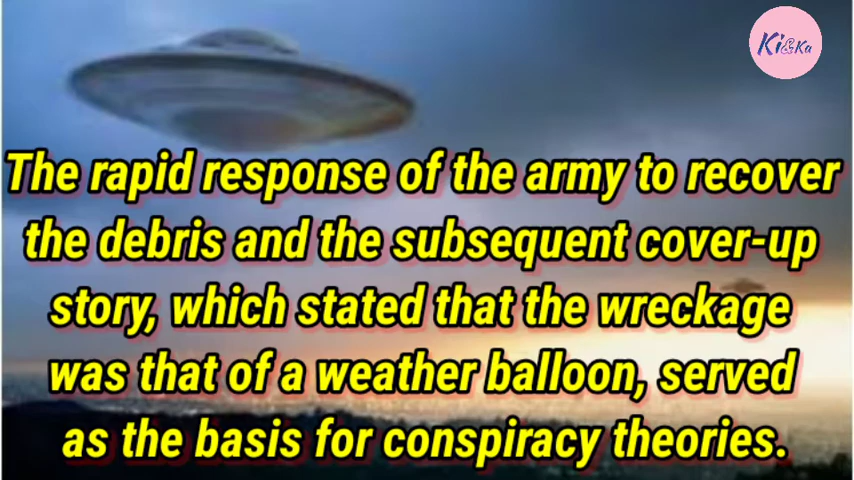 Ki&Ka
The rapid response of the army to recover
the debris and the subsequent cover-up
story, which stated that the wreckage
was that of a weather balloon, served
as the basis for conspiracy theories.